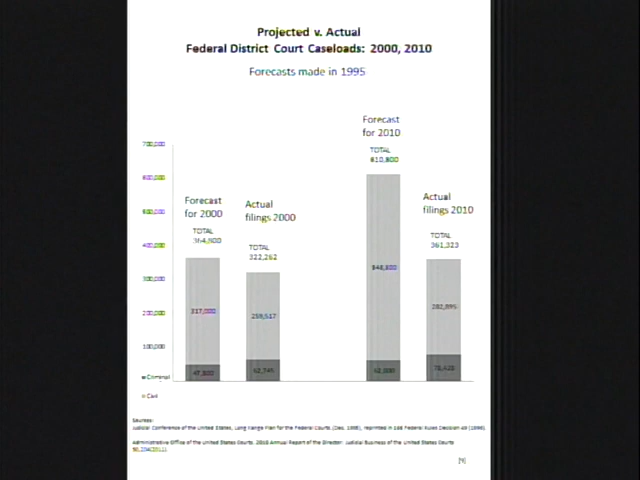 Projected v. Actual
Federal District Court Caseloads: 2000, 2010
Forecasts made in 1995
Forecast
for 2010
TOTAL
610,800
700,000
600,000
500,000
400,000
300,000
200,000
100,000
Forecast
for 2000
TOTAL
364,800
Actual
filings 2000
TOTAL
322,262
Actual
filings 2010
TOTAL
361,323
317,000
259,517
548,800
282,895
47,800
62,745
62,000
78,428
Criminal
Civil
Sources:
Judicial Conference of the United States, Long Range Plan for the Federal Courts, (Dec. 1995), reprinted in 166 Federal Rules Decision 49 (1996).
Administrative Office of the United States Courts, 2010 Annual Report of the Director: Judicial Business of the United States Courts
[9]